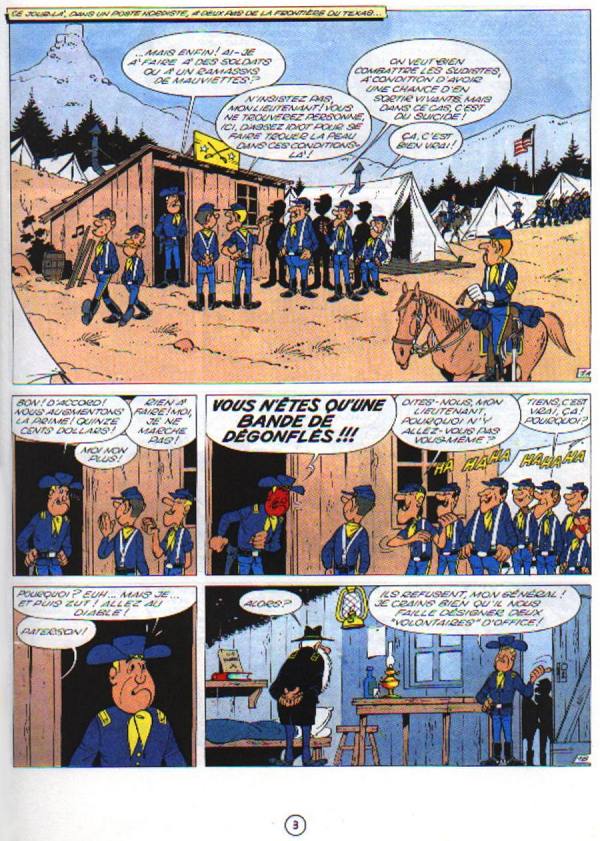 CE JOUR-LÀ, DANS UN POSTE NORDISTE, À DEUX PAS DE LA FRONTIÈRE DU TEXAS...
...MAIS ENFIN! AI-JE
À FAIRE À DES SOLDATS
OU À UN RAMASSIS
DE MAUVIETTES!?
N'INSISTEZ PAS,
MON LIEUTENANT! VOUS
NE TROUVEREZ PERSONNE,
ICI, D'ASSEZ IDIOT POUR SE
FAIRE TROUER LA PEAU
DANS CES CONDITIONS-
LÀ!
ON VEUT BIEN
COMBATTRE LES SUDISTES,
À CONDITION D'AVOIR
UNE CHANCE D'EN
SORTIR VIVANTS. MAIS
DANS CE CAS, C'EST
DU SUICIDE!
ÇA, C'EST
BIEN VRAI!
1A
BON! D'ACCORD!
NOUS AUGMENTONS
LA PRIME! QUINZE
CENTS DOLLARS!
RIEN À
FAIRE! MOI,
JE NE
MARCHE
PAS!
MOI NON
PLUS!
VOUS N'ÊTES QU'UNE
BANDE DE
DÉGONFLÉS!!!
DITES-NOUS, MON
LIEUTENANT,
POURQUOI N'Y
ALLEZ-VOUS PAS
VOUS-MÊME?
TIENS, C'EST
VRAI, ÇA!
POURQUOI?
HA HAHA HAHAHA
POURQUOI? EUH... MAIS JE...
ET PUIS ZUT! ALLEZ AU
DIABLE!
PATERSON!
ALORS?
ILS REFUSENT, MON GÉNÉRAL!
JE CRAINS BIEN QU'IL NOUS
FAILLE DÉSIGNER DEUX
"VOLONTAIRES" D'OFFICE!
1B
3